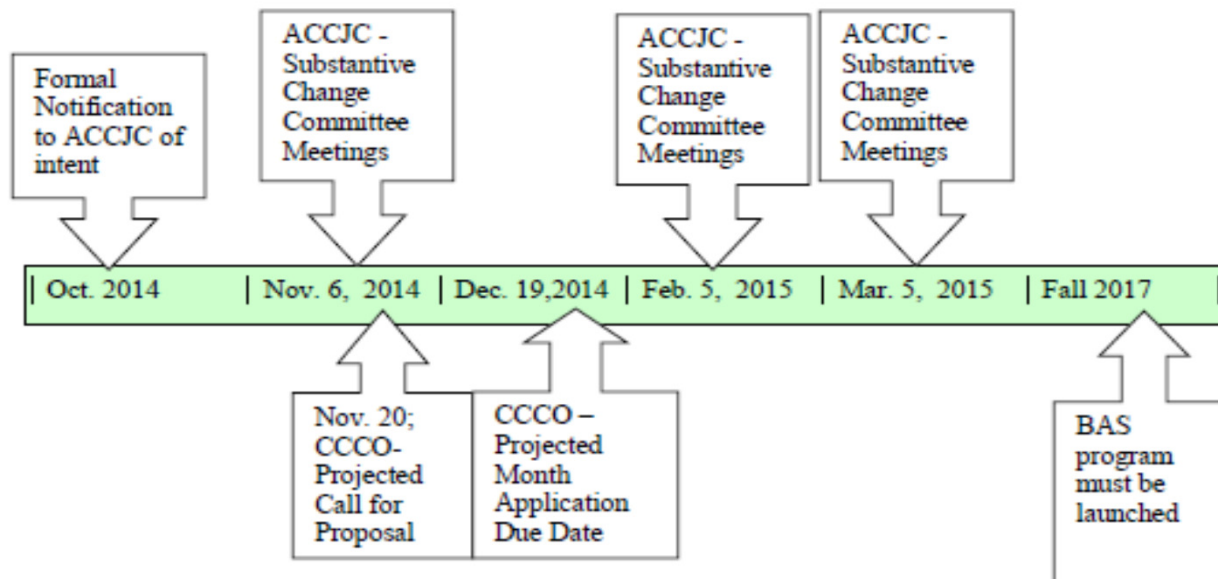 Formal
Notification
to ACCJC of
intent
ACCJC -
Substantive
Change
Committee
Meetings
ACCJC -
Substantive
Change
Committee
Meetings
ACCJC -
Substantive
Change
Committee
Meetings
Oct. 2014
Nov. 6, 2014
Dec. 19,2014
Feb. 5, 2015
Mar. 5, 2015
Fall 2017
Nov. 20;
CCCO-
Projected
Call for
Proposal
CCCO –
Projected
Month
Application
Due Date
BAS
program
must be
launched